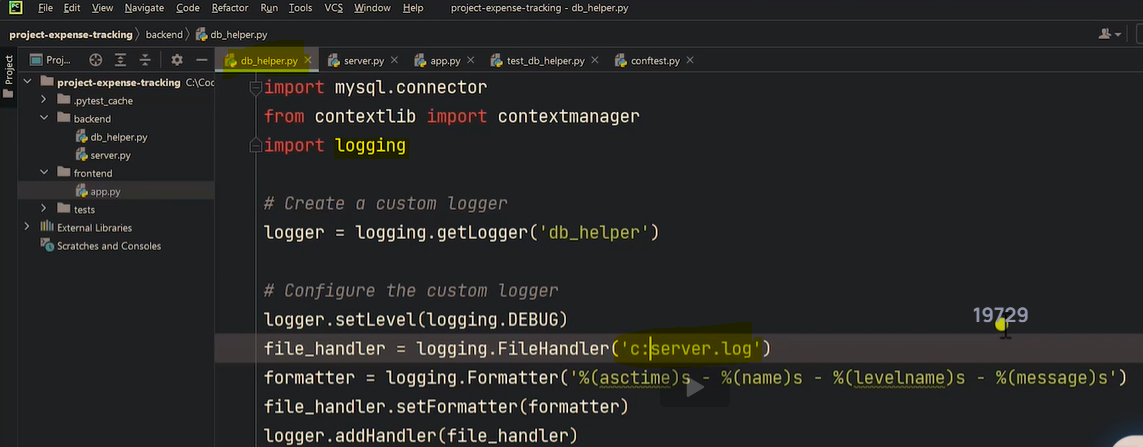 PC File Edit View Navigate Code Refactor Run Tools VCS Window Help project-expense-tracking - db_helper.py
project-expense-tracking backend db_helper.py
Project
Proj...
db_helper.py server.py app.py test_db_helper.py conftest.py
project-expense-tracking C:\Coc
.pytest_cache
backend
db_helper.py
server.py
frontend
app.py
tests
External Libraries
Scratches and Consoles
import mysql.connector
from contextlib import contextmanager
import logging
# Create a custom logger
logger = logging.getLogger('db_helper')
# Configure the custom logger
logger.setLevel(logging.DEBUG)
file_handler = logging.FileHandler('c:server.log')
formatter = logging.Formatter('%(asctime)s - %(name)s - %(levelname)s - %(message)s')
file_handler.setFormatter(formatter)
logger.addHandler(file_handler)
19729